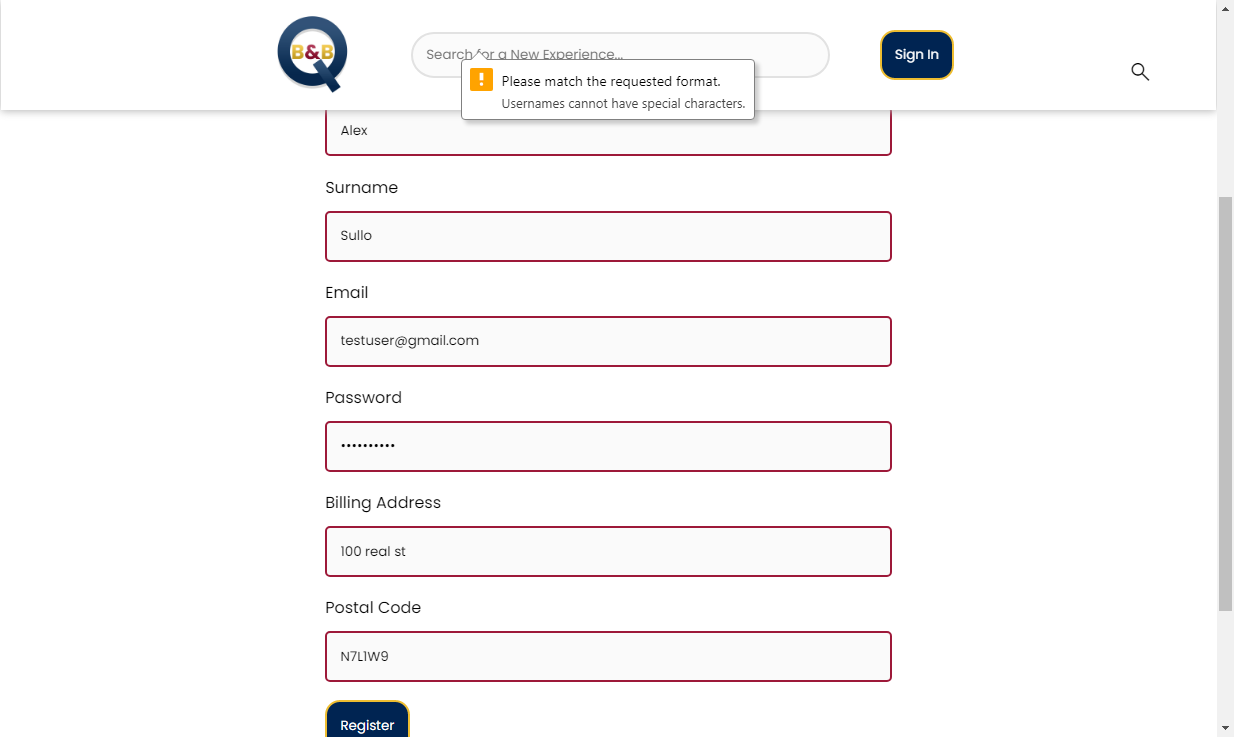 B&B
Search for a New Experience...
Sign In
Please match the requested format.
Usernames cannot have special characters.
Alex
Surname
Sullo
Email
testuser@gmail.com
Password
••••••••••
Billing Address
100 real st
Postal Code
N7L1W9
Register